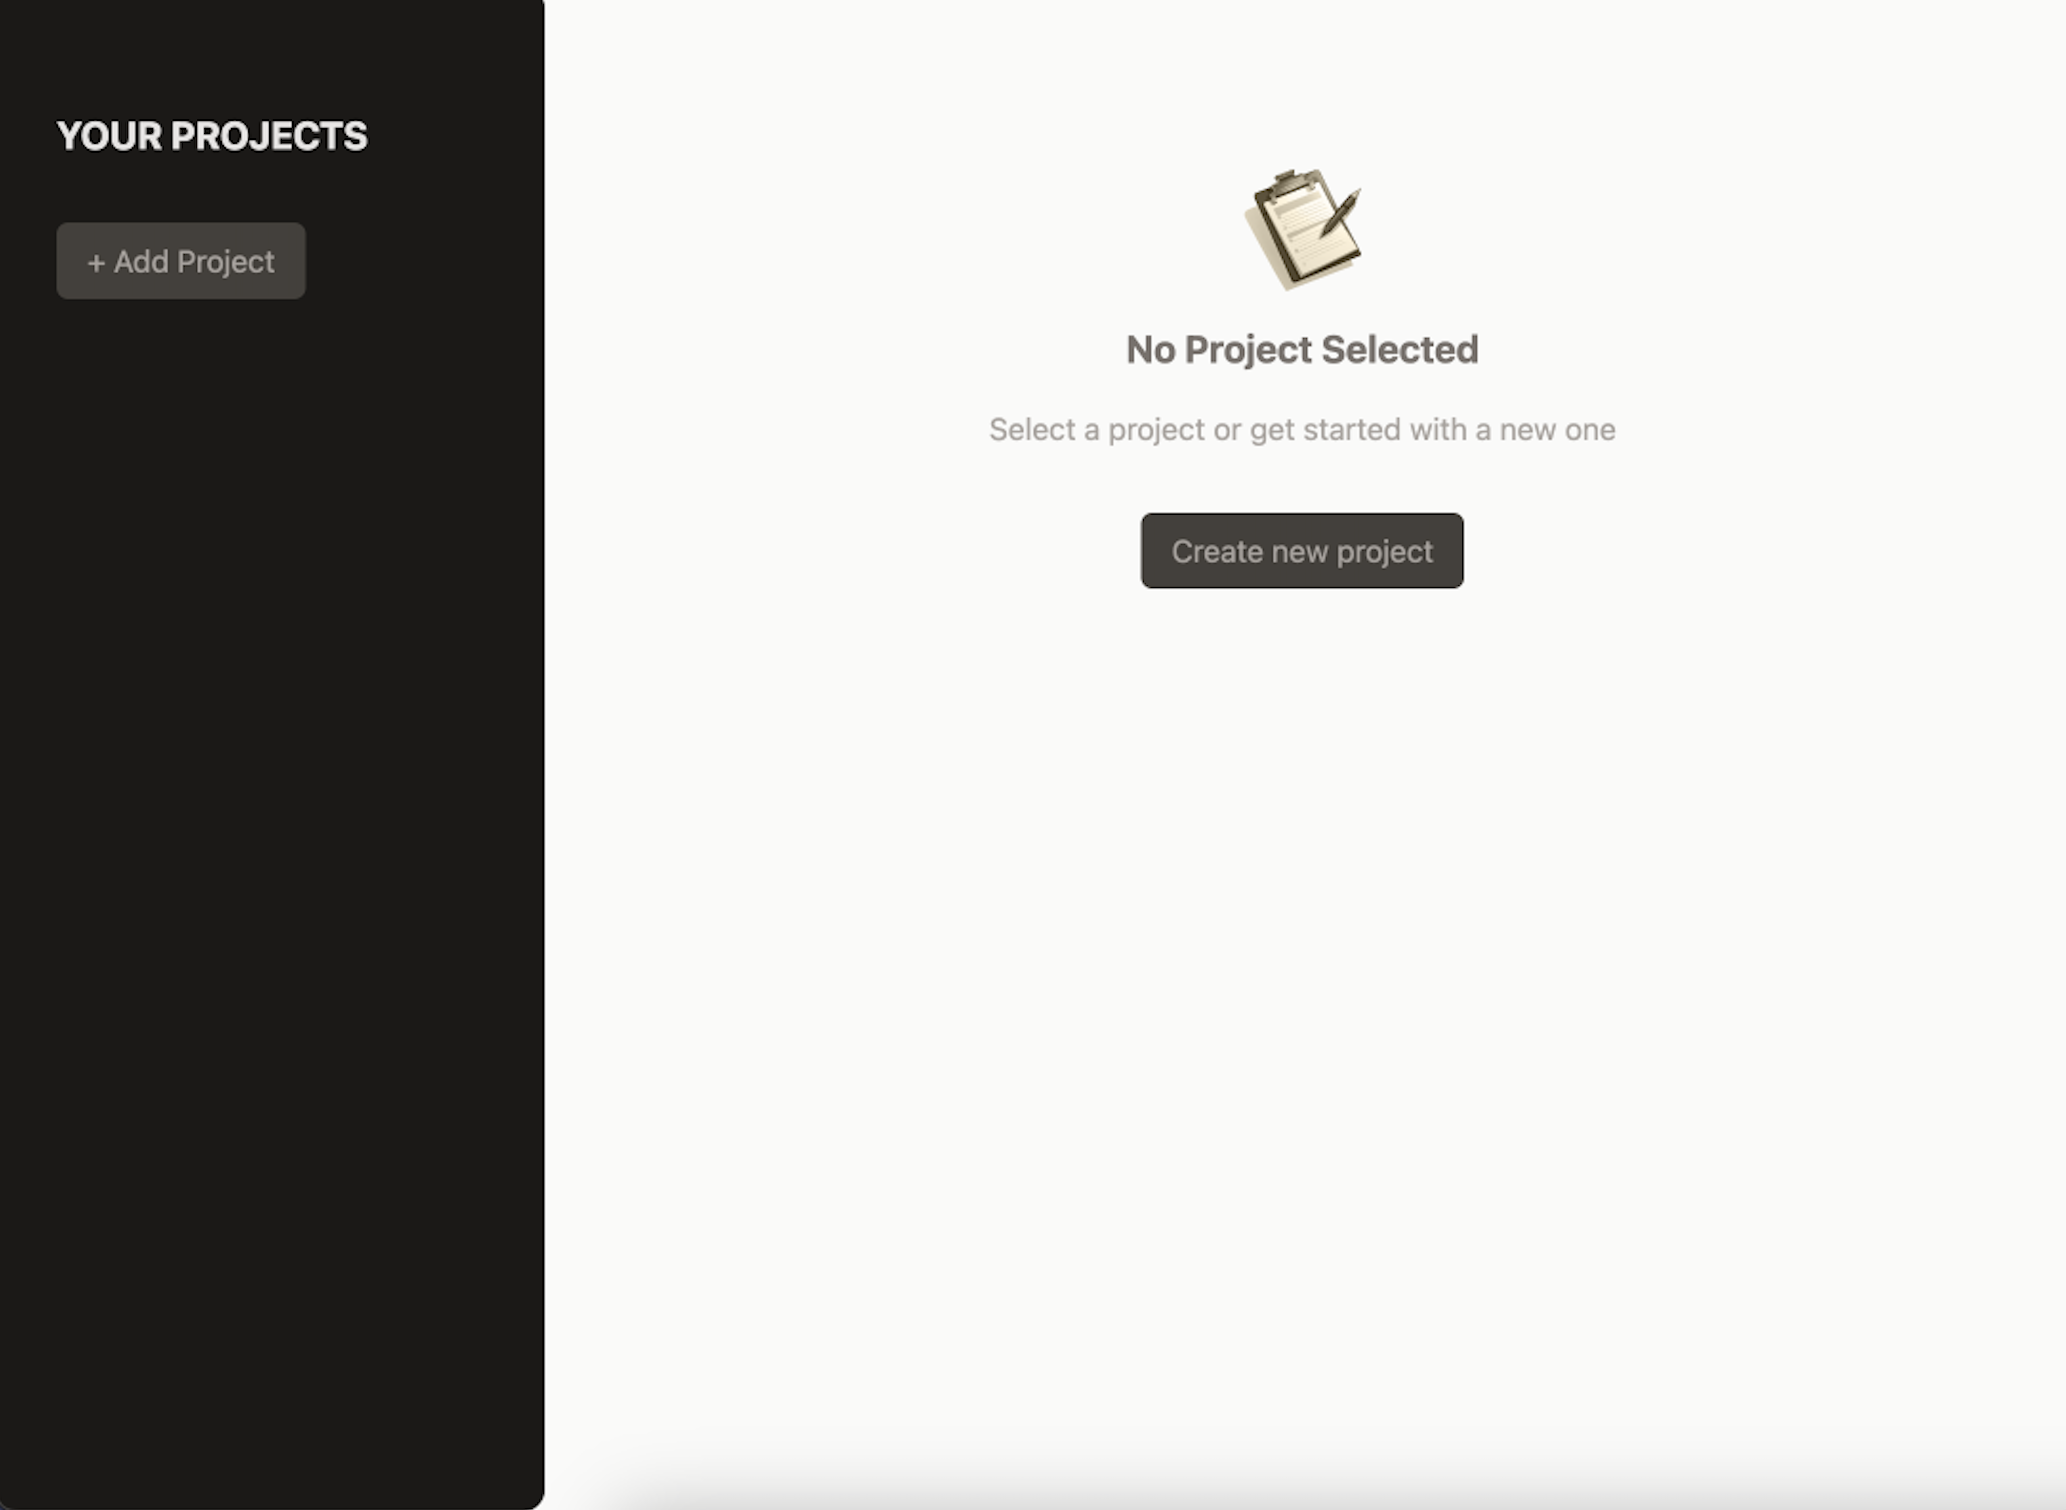 YOUR PROJECTS
+ Add Project
No Project Selected
Select a project or get started with a new one
Create new project